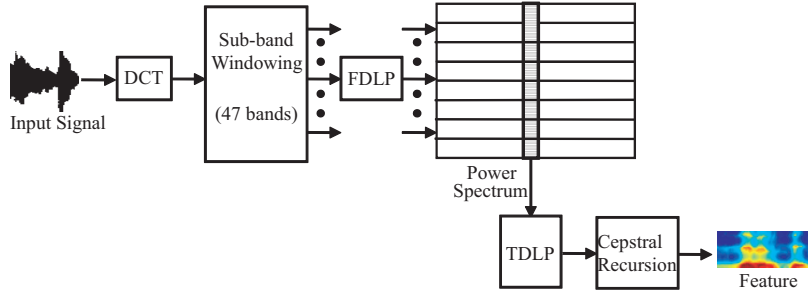 Sub-band
Windowing
(47 bands)
DCT
FDLP
Input Signal
Power
Spectrum
TDLP
Cepstral
Recursion
Feature